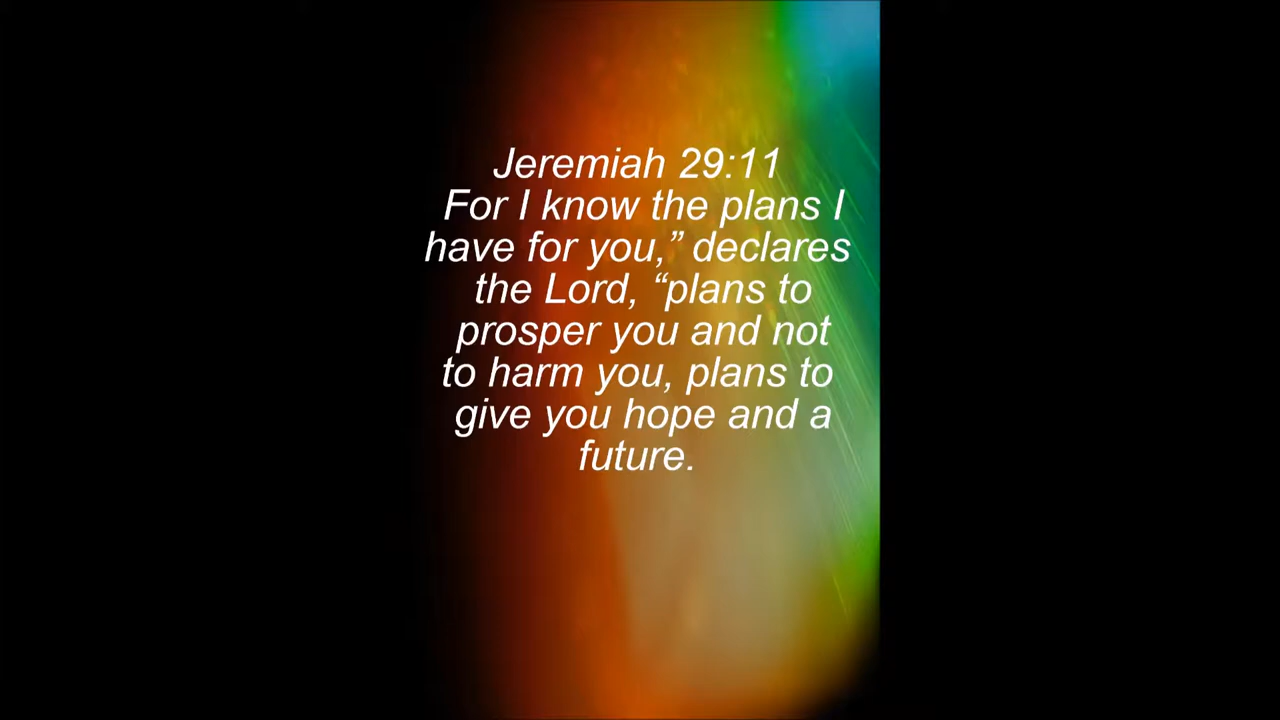 Jeremiah 29:11
For I know the plans I
have for you,” declares
the Lord, “plans to
prosper you and not
to harm you, plans to
give you hope and a
future.